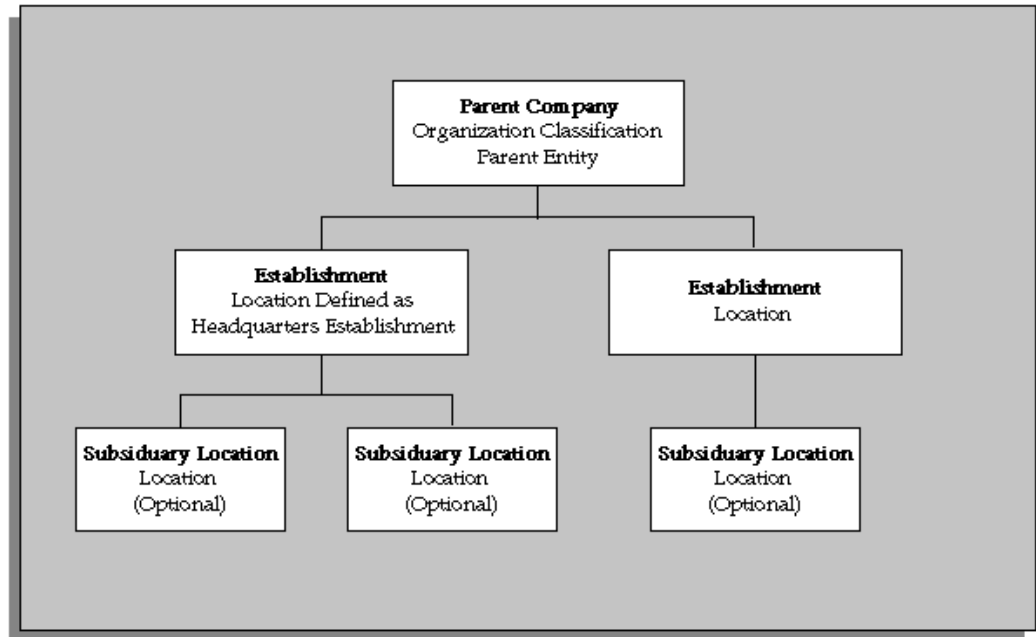 Parent Company
Organization Classification
Parent Entity
Establishment
Location Defined as
Headquarters Establishment
Establishment
Location
Subsiduary Location
Location
(Optional)
Subsiduary Location
Location
(Optional)
Subsiduary Location
Location
(Optional)